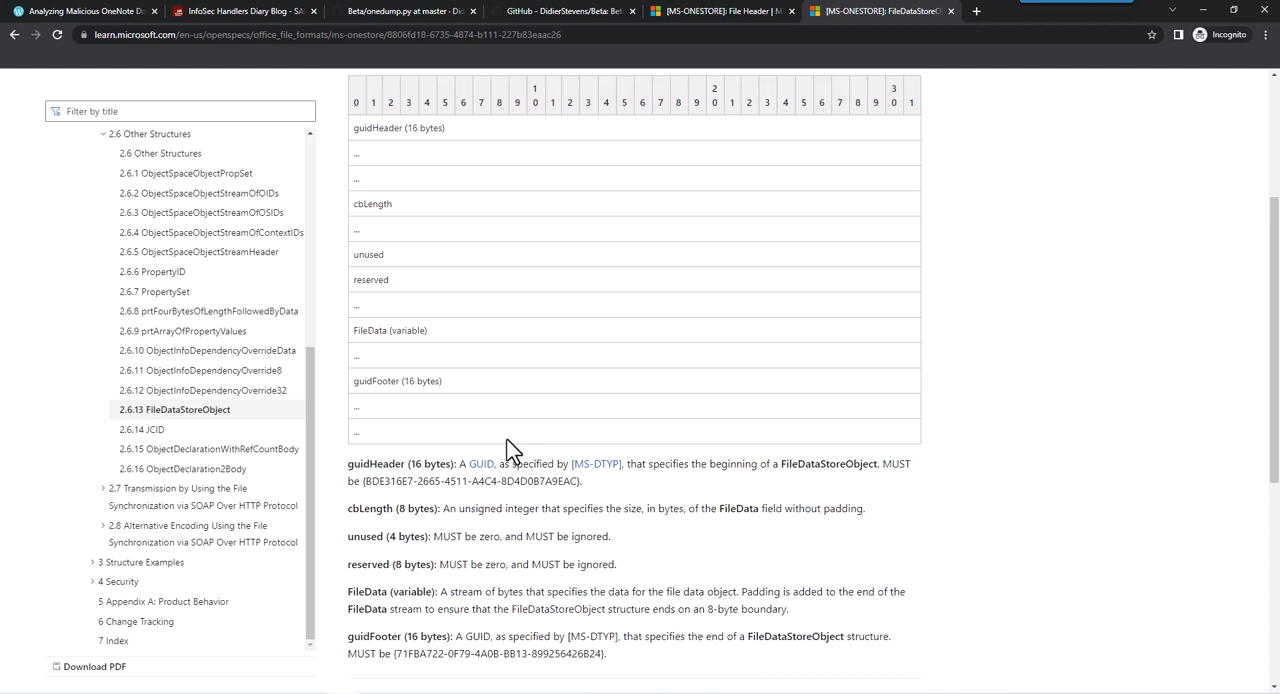 Analyzing Malicious OneNote Do
InfoSec Handlers Diary Blog - SA
Beta/onedump.py at master · Did
GitHub - DidierStevens/Beta: Bet
[MS-ONESTORE]: File Header | M
[MS-ONESTORE]: FileDataStoreO
learn.microsoft.com/en-us/openspecs/office_file_formats/ms-onestore/8806fd18-6735-4874-b111-227b83eaac26
Incognito
Filter by title
2.6 Other Structures
2.6 Other Structures
2.6.1 ObjectSpaceObjectPropSet
2.6.2 ObjectSpaceObjectStreamOfOIDs
2.6.3 ObjectSpaceObjectStreamOfOSIDs
2.6.4 ObjectSpaceObjectStreamOfContextIDs
2.6.5 ObjectSpaceObjectStreamHeader
2.6.6 PropertyID
2.6.7 PropertySet
2.6.8 prtFourBytesOfLengthFollowedByData
2.6.9 prtArrayOfPropertyValues
2.6.10 ObjectInfoDependencyOverrideData
2.6.11 ObjectInfoDependencyOverride8
2.6.12 ObjectInfoDependencyOverride32
2.6.13 FileDataStoreObject
2.6.14 JCID
2.6.15 ObjectDeclarationWithRefCountBody
2.6.16 ObjectDeclaration2Body
2.7 Transmission by Using the File
Synchronization via SOAP Over HTTP Protocol
2.8 Alternative Encoding Using the File
Synchronization via SOAP Over HTTP Protocol
3 Structure Examples
4 Security
5 Appendix A: Product Behavior
6 Change Tracking
7 Index
Download PDF
0 1 2 3 4 5 6 7 8 9 10 1 2 3 4 5 6 7 8 9 20 1 2 3 4 5 6 7 8 9 30 1
guidHeader (16 bytes)
...
...
cbLength
...
unused
reserved
...
FileData (variable)
...
guidFooter (16 bytes)
...
...
guidHeader (16 bytes): A GUID, as specified by [MS-DTYP], that specifies the beginning of a FileDataStoreObject. MUST
be {BDE316E7-2665-4511-A4C4-8D4D0B7A9EAC}.
cbLength (8 bytes): An unsigned integer that specifies the size, in bytes, of the FileData field without padding.
unused (4 bytes): MUST be zero, and MUST be ignored.
reserved (8 bytes): MUST be zero, and MUST be ignored.
FileData (variable): A stream of bytes that specifies the data for the file data object. Padding is added to the end of the
FileData stream to ensure that the FileDataStoreObject structure ends on an 8-byte boundary.
guidFooter (16 bytes): A GUID, as specified by [MS-DTYP], that specifies the end of a FileDataStoreObject structure.
MUST be {71FBA722-0F79-4A0B-BB13-899256426B24}.